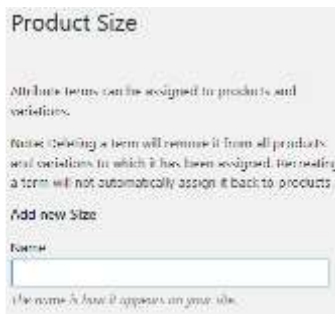 Product Size
Attribute terms can be assigned to products and
variations.
Note: Deleting a term will remove it from all products
and variations to which it has been assigned. Recreating
a term will not automatically assign it back to products
Add new Size
Name
The name is how it appears on your site.